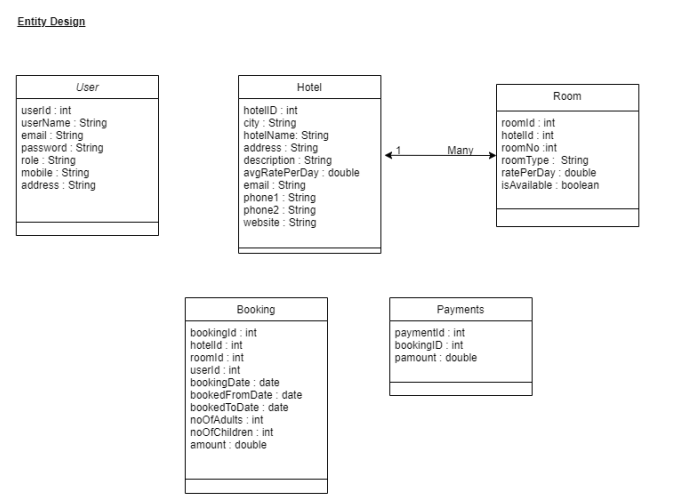 Entity Design
User
userId : int
userName : String
email : String
password : String
role : String
mobile : String
address : String
Hotel
hotelID : int
city : String
hotelName: String
address : String
description : String
avgRatePerDay : double
email : String
phone1 : String
phone2 : String
website : String
1
Many
Room
roomId : int
hotelId : int
roomNo :int
roomType : String
ratePerDay : double
isAvailable : boolean
Booking
bookingId : int
hotelId : int
roomId : int
userId : int
bookingDate : date
bookedFromDate : date
bookedToDate : date
noOfAdults : int
noOfChildren : int
amount : double
Payments
paymentId : int
bookingID : int
pamount : double